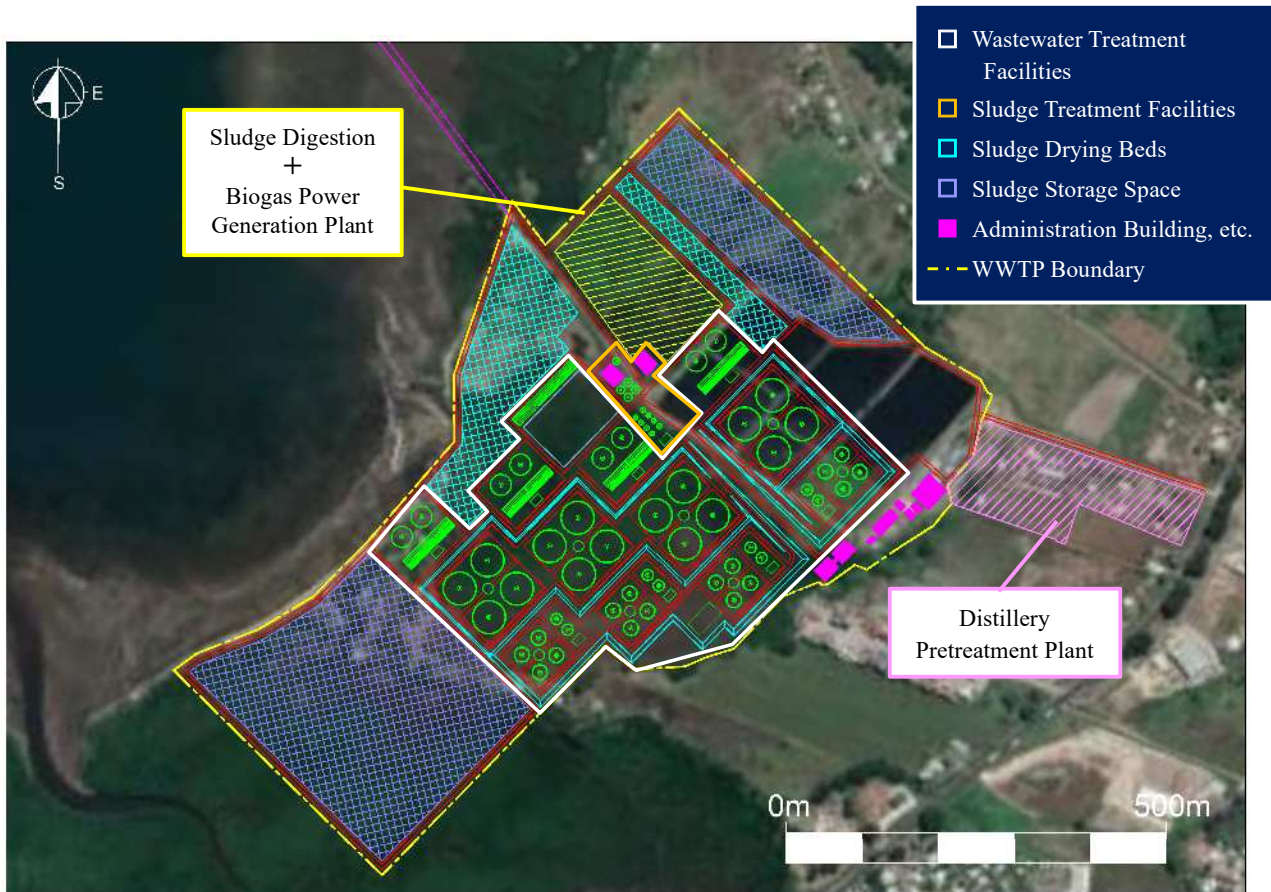 Wastewater Treatment
Facilities
Sludge Treatment Facilities
Sludge Drying Beds
Sludge Storage Space
Administration Building, etc.
WWTP Boundary
E
S
Sludge Digestion
+
Biogas Power
Generation Plant
Distillery
Pretreatment Plant
0m
500m